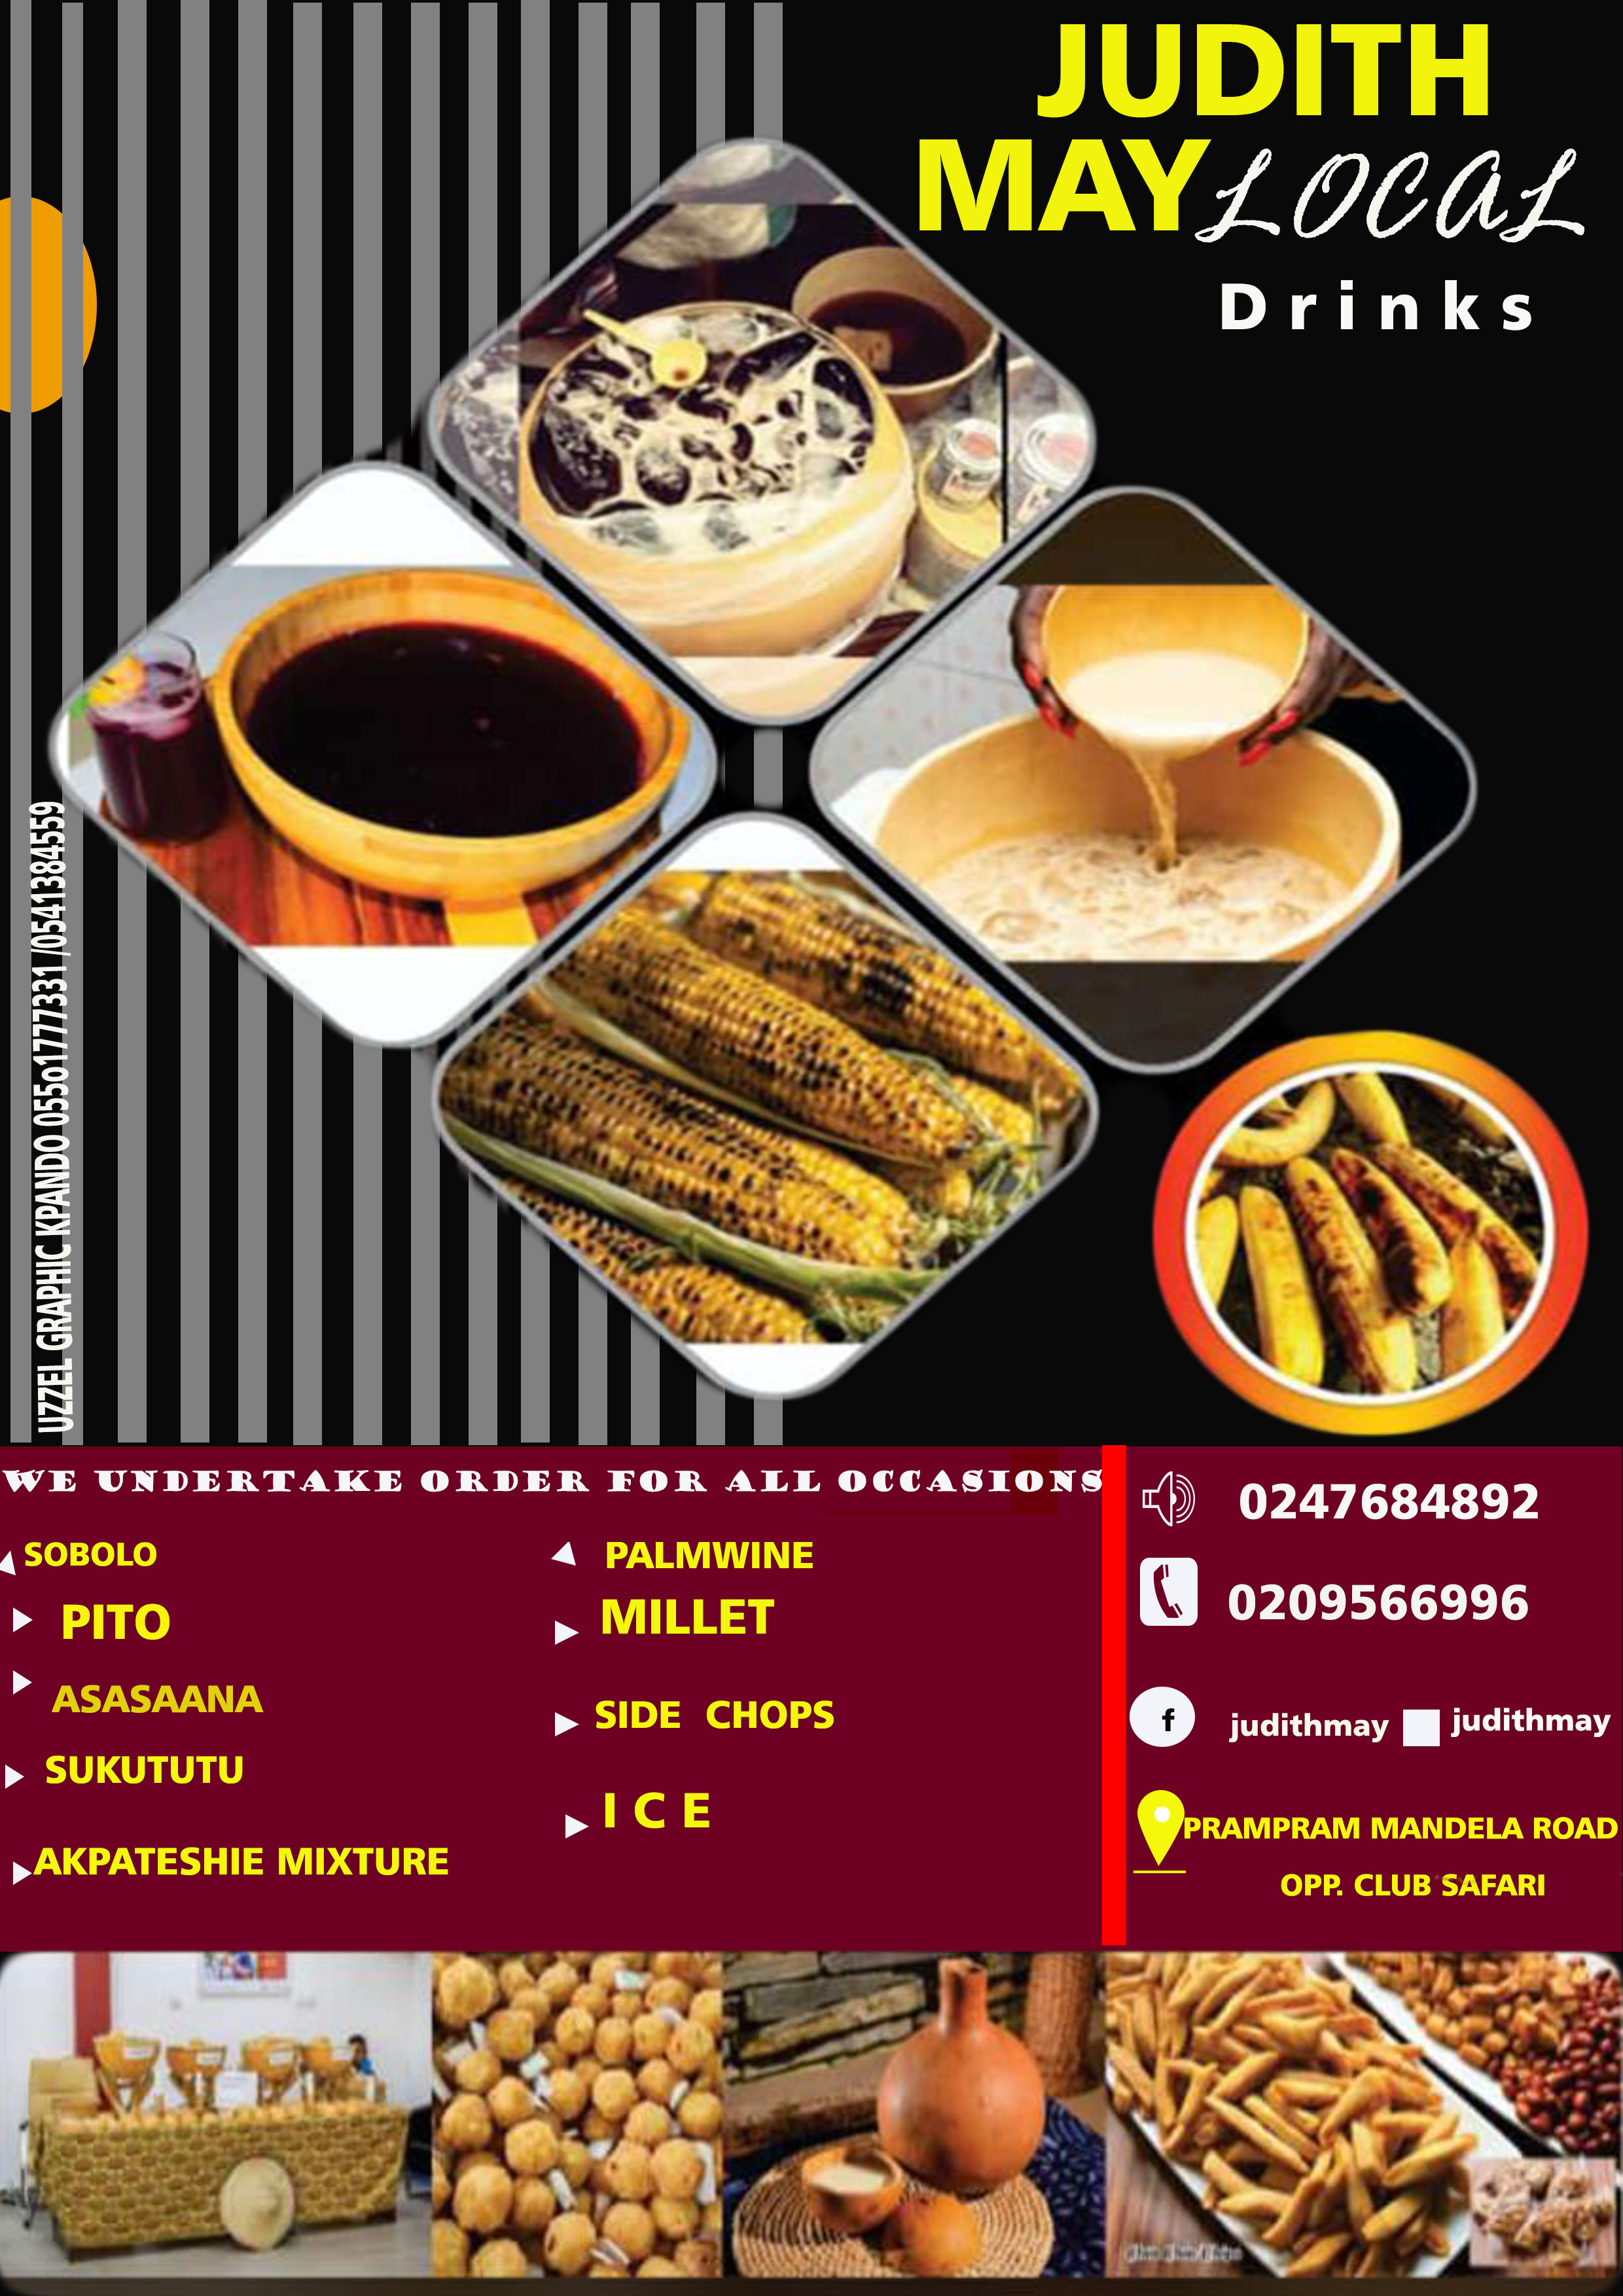 JUDITH
MAY LOCAL
Drinks
UZZEL GRAPHIC KPANDO 055o1777331 /0541384559
WE UNDERTAKE ORDER FOR ALL OCCASIONS
SOBOLO
PITO
ASASAANA
SUKUTUTU
AKPATESHIE MIXTURE
PALMWINE
MILLET
SIDE CHOPS
ICE
0247684892
0209566996
f judithmay judithmay
PRAMPRAM MANDELA ROAD
OPP. CLUB SAFARI